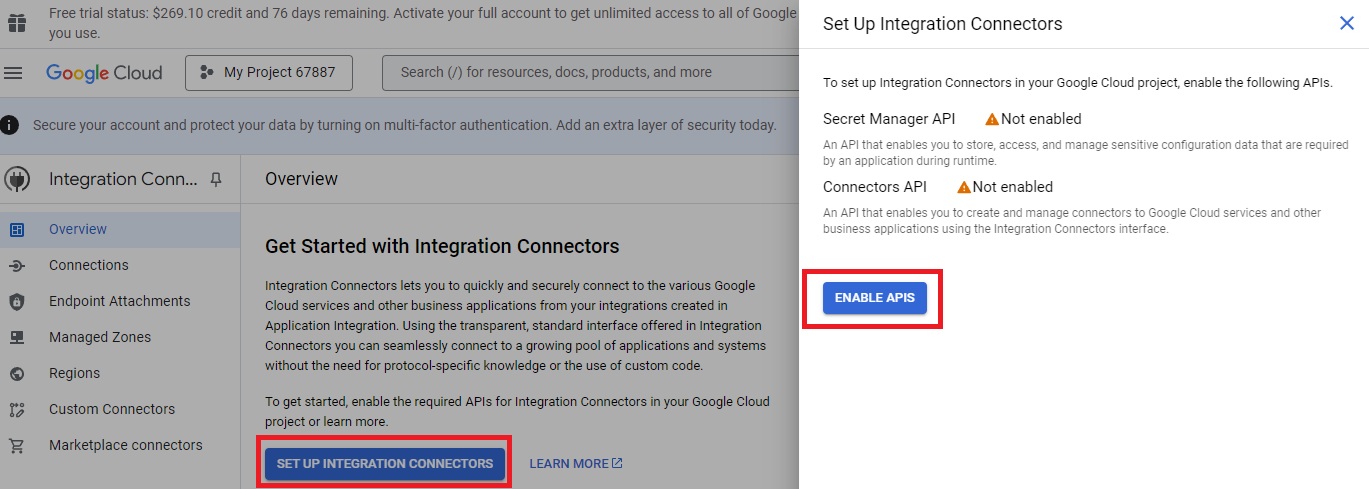 Free trial status: $269.10 credit and 76 days remaining. Activate your full account to get unlimited access to all of Google
you use.
Google Cloud
My Project 67887
Search (/) for resources, docs, products, and more
Secure your account and protect your data by turning on multi-factor authentication. Add an extra layer of security today.
Integration Conn...
Overview
Connections
Endpoint Attachments
Managed Zones
Regions
Custom Connectors
Marketplace connectors
Overview
Get Started with Integration Connectors
Integration Connectors lets you to quickly and securely connect to the various Google
Cloud services and other business applications from your integrations created in
Application Integration. Using the transparent, standard interface offered in Integration
Connectors you can seamlessly connect to a growing pool of applications and systems
without the need for protocol-specific knowledge or the use of custom code.
To get started, enable the required APIs for Integration Connectors in your Google Cloud
project or learn more.
SET UP INTEGRATION CONNECTORS
LEARN MORE
Set Up Integration Connectors
To set up Integration Connectors in your Google Cloud project, enable the following APIs.
Secret Manager API Not enabled
An API that enables you to store, access, and manage sensitive configuration data that are required
by an application during runtime.
Connectors API Not enabled
An API that enables you to create and manage connectors to Google Cloud services and other
business applications using the Integration Connectors interface.
ENABLE APIS